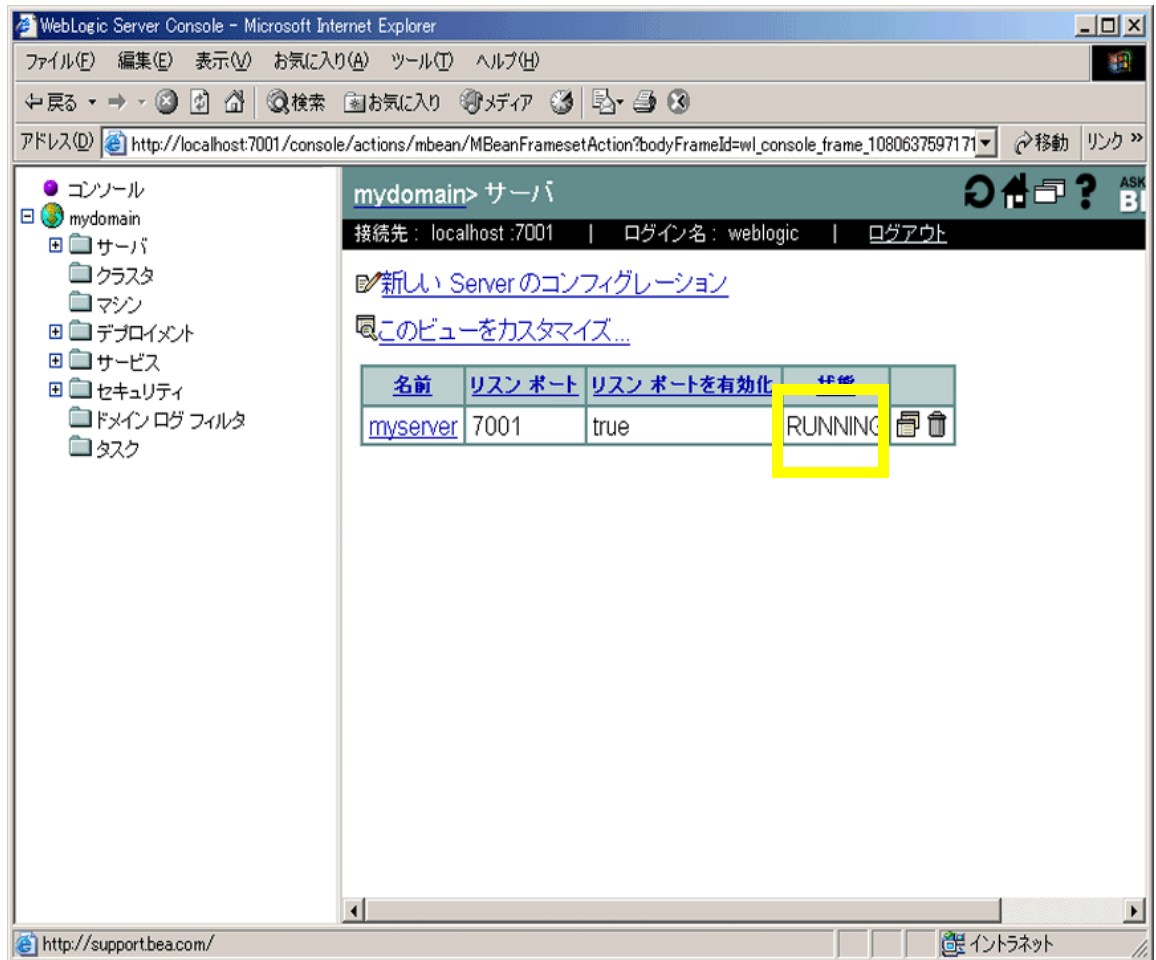 WebLogic Server Console - Microsoft Internet Explorer
ファイル(F) 編集(E) 表示(V) お気に入り(A) ツール(T) ヘルプ(H)
戻る 検索 お気に入り メディア
アドレス(D) http://localhost:7001/console/actions/mbean/MBeanFramesetAction?bodyFrameId=wl_console_frame_1080637597171 移動 リンク »
コンソール
mydomain
サーバ
クラスタ
マシン
デプロイメント
サービス
セキュリティ
ドメイン ログ フィルタ
タスク
mydomain> サーバ ? ASK
接続先 : localhost :7001 | ログイン名 : weblogic | ログアウト
新しい Server のコンフィグレーション
このビューをカスタマイズ...
名前 リスン ポート リスン ポートを有効化 状態
myserver 7001 true RUNNING
http://support.bea.com/ イントラネット